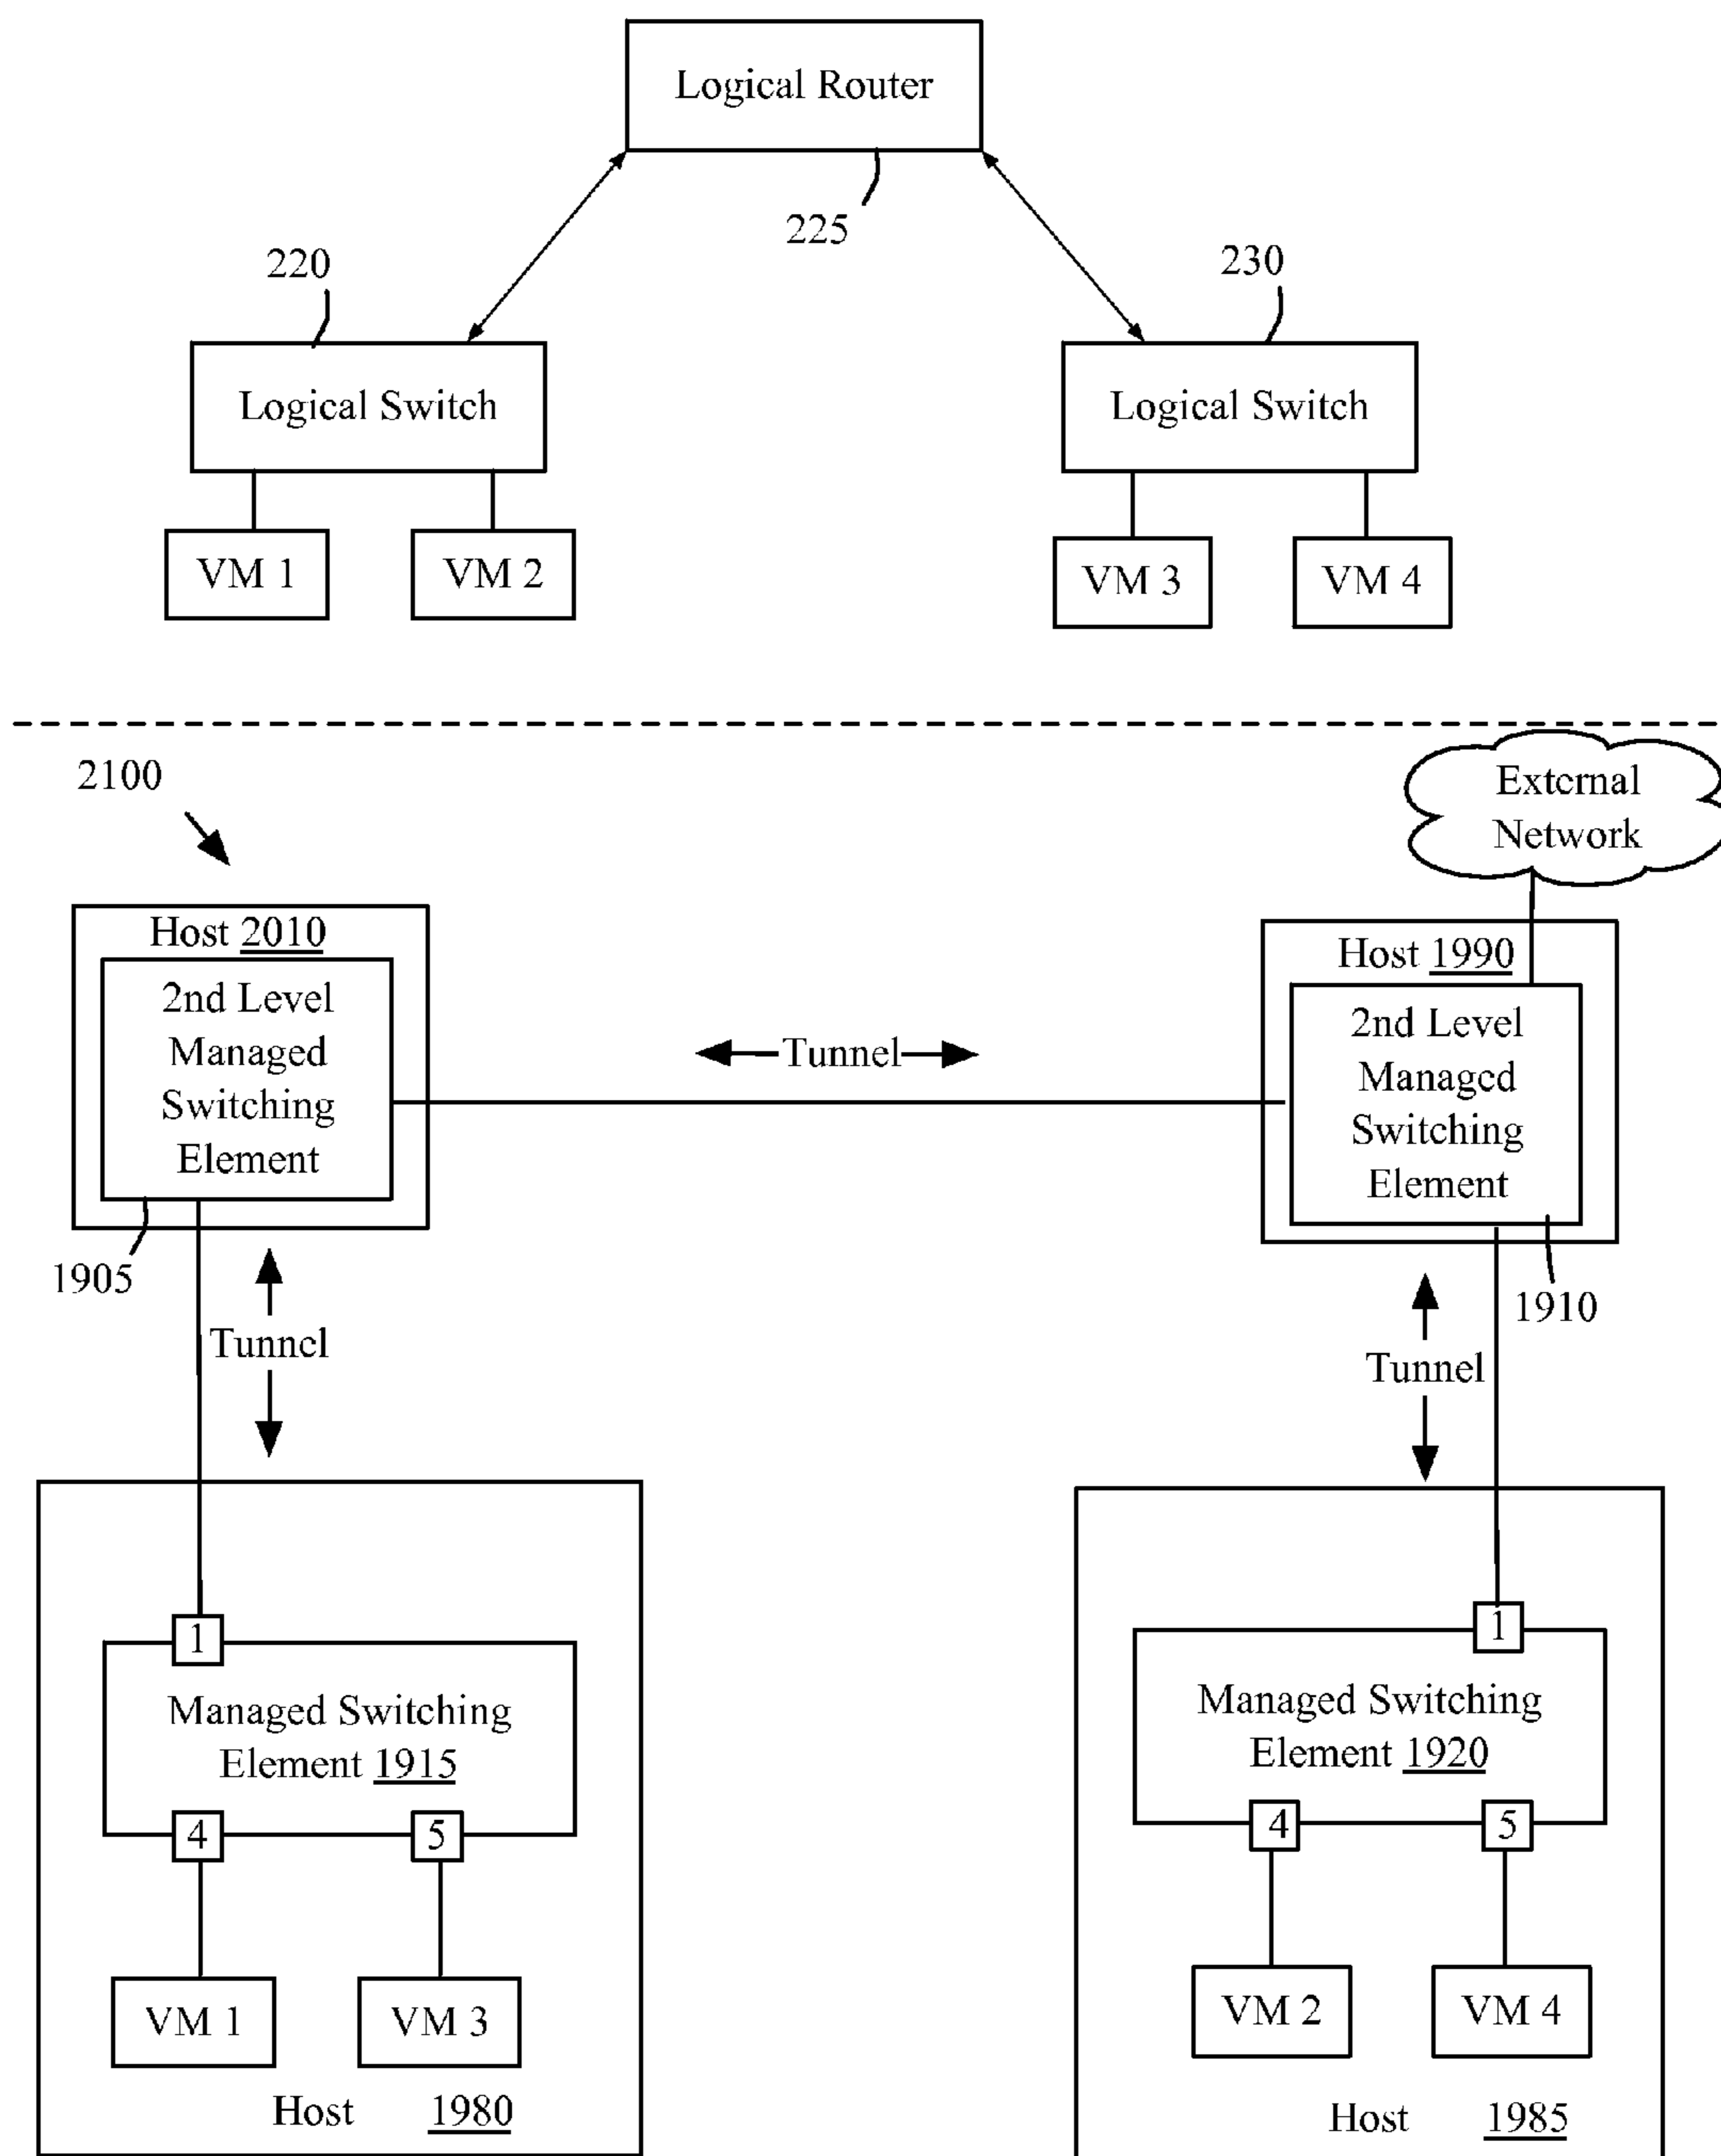 Logical Router
225
220
230
Logical Switch
Logical Switch
VM 1
VM 2
VM 3
VM 4
2100
External
Network
Host 2010
2nd Level
Managed
Switching
Element
Host 1990
2nd Level
Managed
Switching
Element
Tunnel
1905
1910
Tunnel
Tunnel
1
Managed Switching
Element 1915
4
5
VM 1
VM 3
Host 1980
1
Managed Switching
Element 1920
4
5
VM 2
VM 4
Host 1985